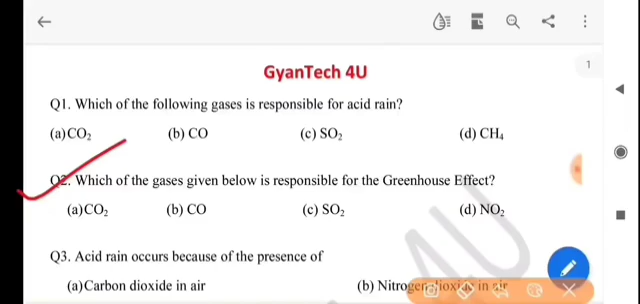 GyanTech 4U
1
Q1. Which of the following gases is responsible for acid rain?
(a)CO₂ (b) CO (c) SO₂ (d) CH₄
Q2. Which of the gases given below is responsible for the Greenhouse Effect?
(a)CO₂ (b) CO (c) SO₂ (d) NO₂
4U
Q3. Acid rain occurs because of the presence of
(a)Carbon dioxide in air (b) Nitrogen dioxide in air